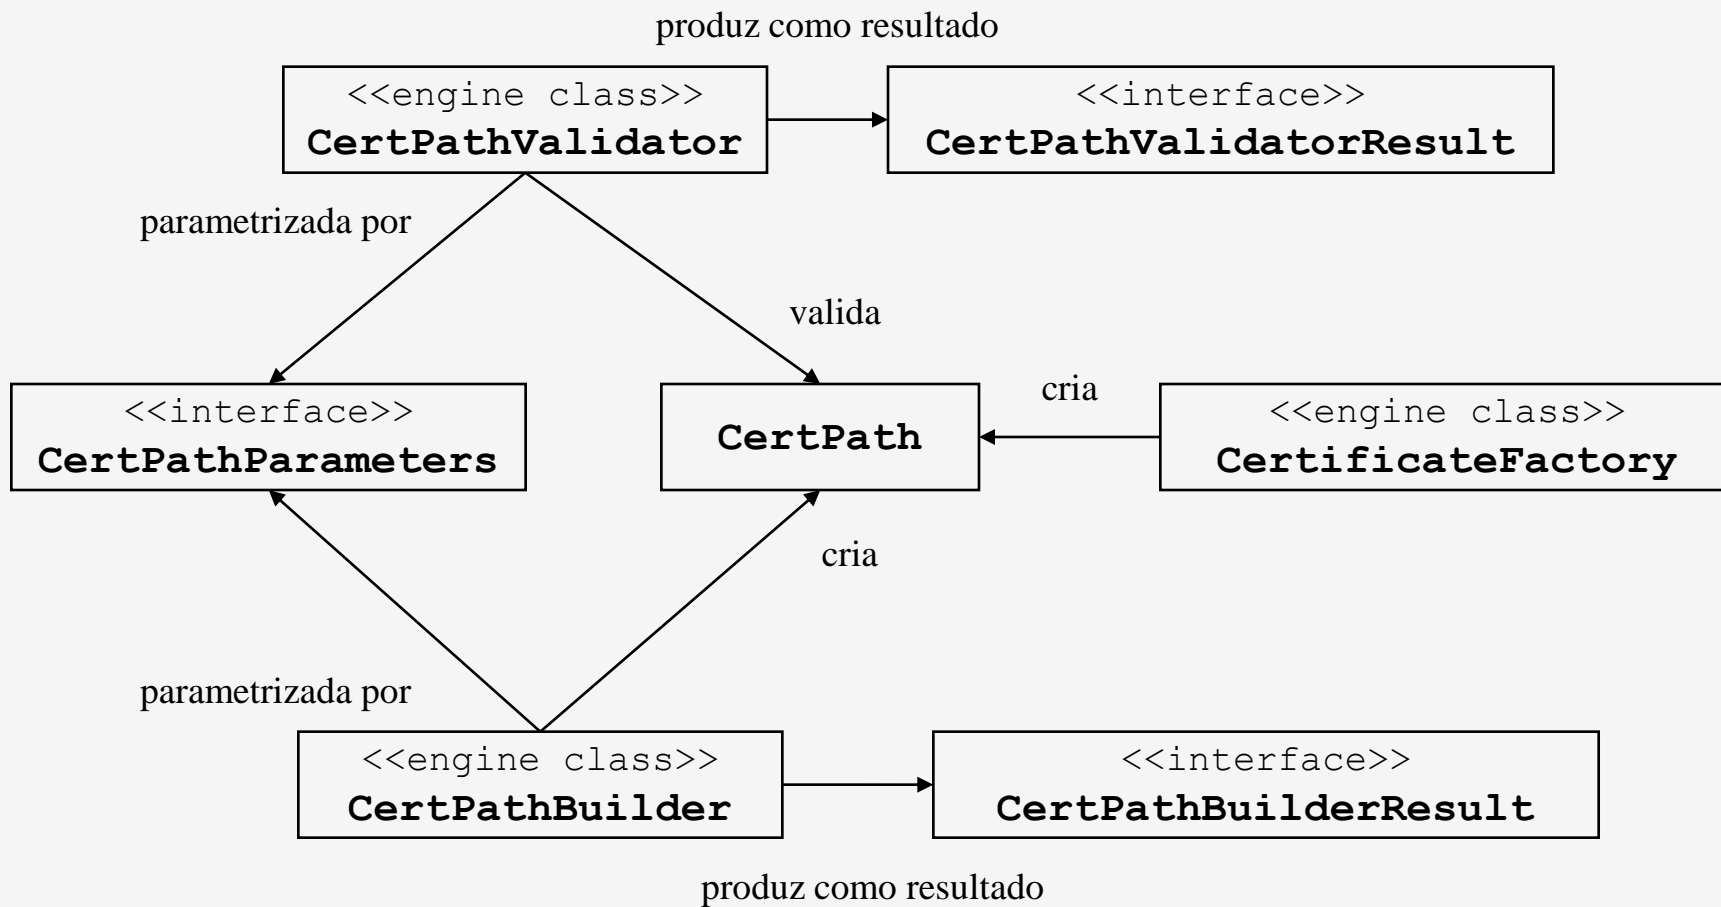 produz como resultado
<<engine class>>
CertPathValidator
<<interface>>
CertPathValidatorResult
parametrizada por
valida
<<interface>>
CertPathParameters
CertPath
cria
<<engine class>>
CertificateFactory
cria
parametrizada por
<<engine class>>
CertPathBuilder
<<interface>>
CertPathBuilderResult
produz como resultado